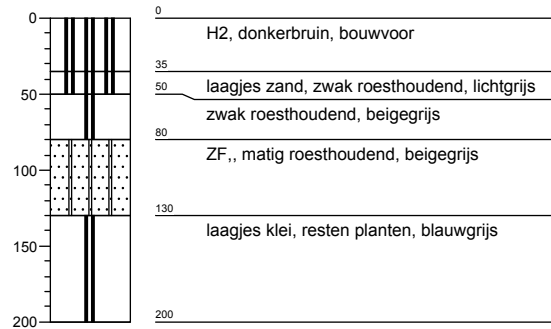 0
50
100
150
200
0
H2, donkerbruin, bouwvoor
35
laagjes zand, zwak roesthoudend, lichtgrijs
50
zwak roesthoudend, beigegrijs
80
ZF,, matig roesthoudend, beigegrijs
130
laagjes klei, resten planten, blauwgrijs
200